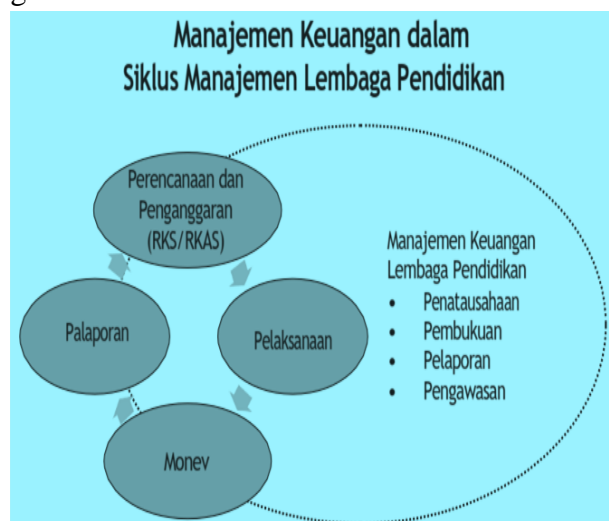 Manajemen Keuangan dalam
Siklus Manajemen Lembaga Pendidikan
Perencanaan dan
Penganggaran
(RKS/RKAS)
Palaporan
Pelaksanaan
Monev
Manajemen Keuangan
Lembaga Pendidikan
• Penatausahaan
• Pembukuan
• Pelaporan
• Pengawasan